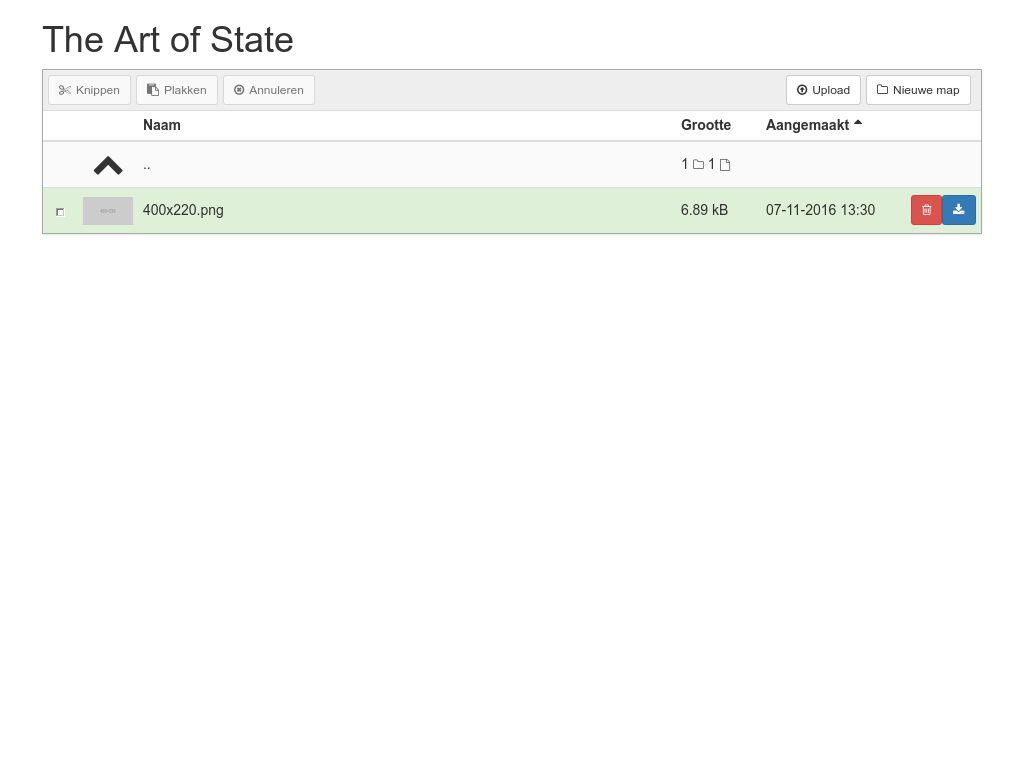 The Art of State
Knippen Plakken Annuleren Upload Nieuwe map
Naam Grootte Aangemaakt
.. 1 1
400x220.png 6.89 kB 07-11-2016 13:30